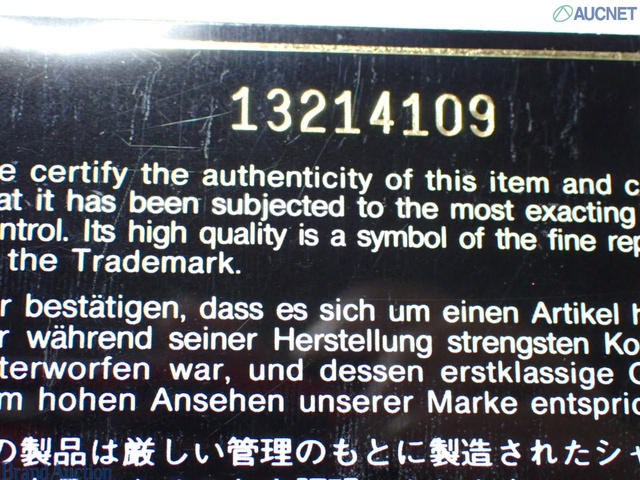 AUCNET
13214109
e certify the authenticity of this item and c
at it has been subjected to the most exacting
ntrol. Its high quality is a symbol of the fine rep
the Trademark.
r bestätigen, dass es sich um einen Artikel h
r während seiner Herstellung strengsten Ko
terworfen war, und dessen erstklassige
m hohen Ansehen unserer Marke entspric
の製品は厳しい管理のもとに製造されたシャ
Brand Auction